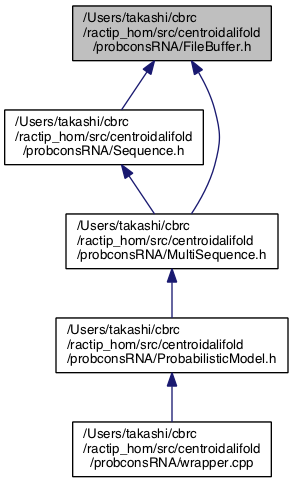 /Users/takashi/cbrc
/ractip_hom/src/centroidalifold
/probconsRNA/FileBuffer.h
/Users/takashi/cbrc
/ractip_hom/src/centroidalifold
/probconsRNA/Sequence.h
/Users/takashi/cbrc
/ractip_hom/src/centroidalifold
/probconsRNA/MultiSequence.h
/Users/takashi/cbrc
/ractip_hom/src/centroidalifold
/probconsRNA/ProbabilisticModel.h
/Users/takashi/cbrc
/ractip_hom/src/centroidalifold
/probconsRNA/wrapper.cpp